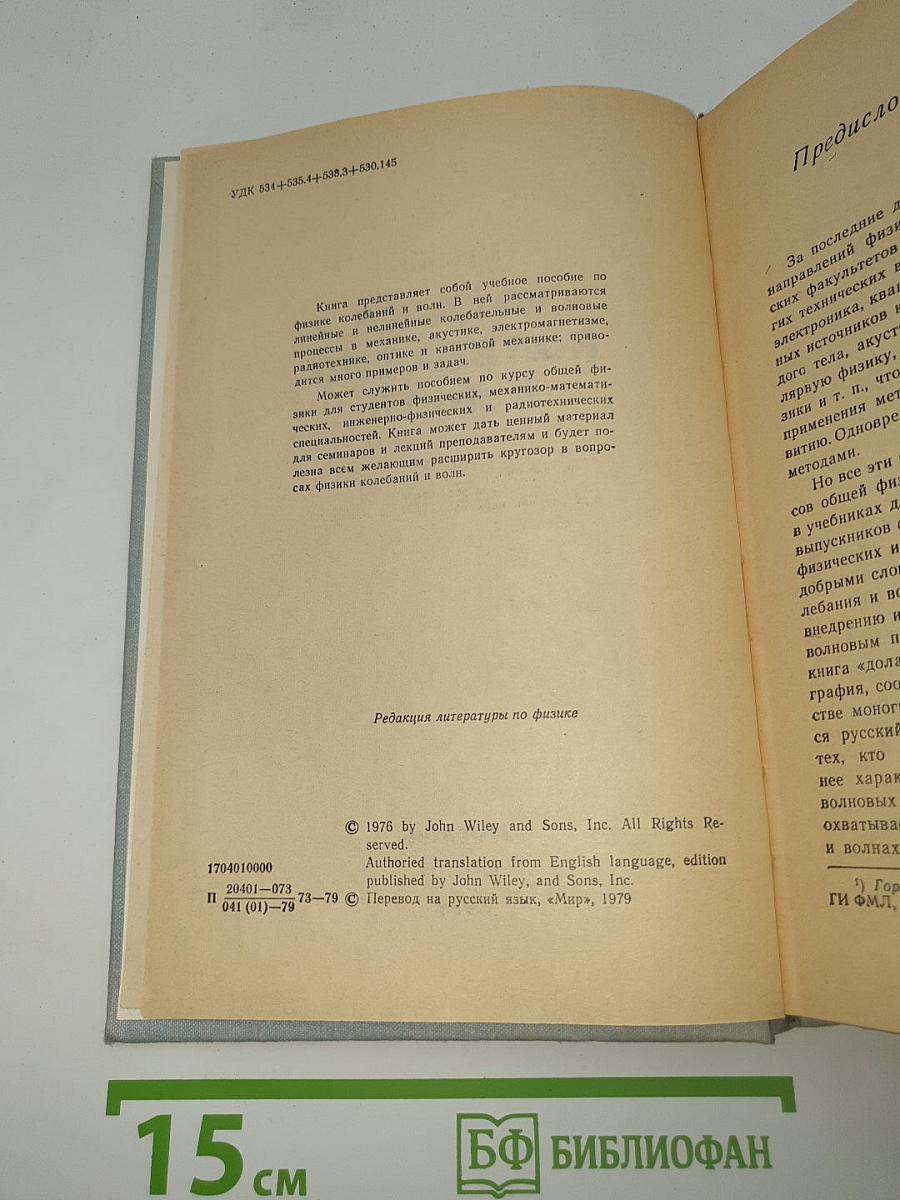 УДК 534+535.4+538.3+530.145
Книга представляет собой учебное пособие по
физике колебаний и волн. В ней рассматриваются
линейные и нелинейные колебательные и волновые
процессы в механике, акустике, электромагнетизме,
радиотехнике, оптике и квантовой механике; приво-
дится много примеров и задач.
Может служить пособием по курсу общей фи-
зики для студентов физических, механико-математи-
ческих, инженерно-физических и радиотехнических
специальностей. Книга может дать ценный материал
для семинаров и лекций преподавателям и будет по-
лезна всем желающим расширить кругозор в вопро-
сах физики колебаний и волн.
Редакция литературы по физике
© 1976 by John Wiley and Sons, Inc. All Rights Re-
served.
Authoried translation from English language, edition
published by John Wiley, and Sons, Inc.
1704010000
П 20401—073
041 (01)—79 73—79 © Перевод на русский язык, «Мир», 1979
Предисло
За последние д
направлений физи
ских факультетов
гих технических в
электроника, кван
ных источников к
дого тела, акуст
лярную физику,
зики и т. п., что
применения мет
витию. Одновре
методами.
Но все эти
сов общей физ
в учебниках д
выпускников
физических и
добрыми сло
лебания и во
внедрению и
волновым п
книга «дола
графия, соо
стве моног
ся русский
тех, кто
нее харак
волновых
охватывае
и волнах
¹) Гор
ГИ ФМЛ,
15 см
БФ БИБЛИОФАН